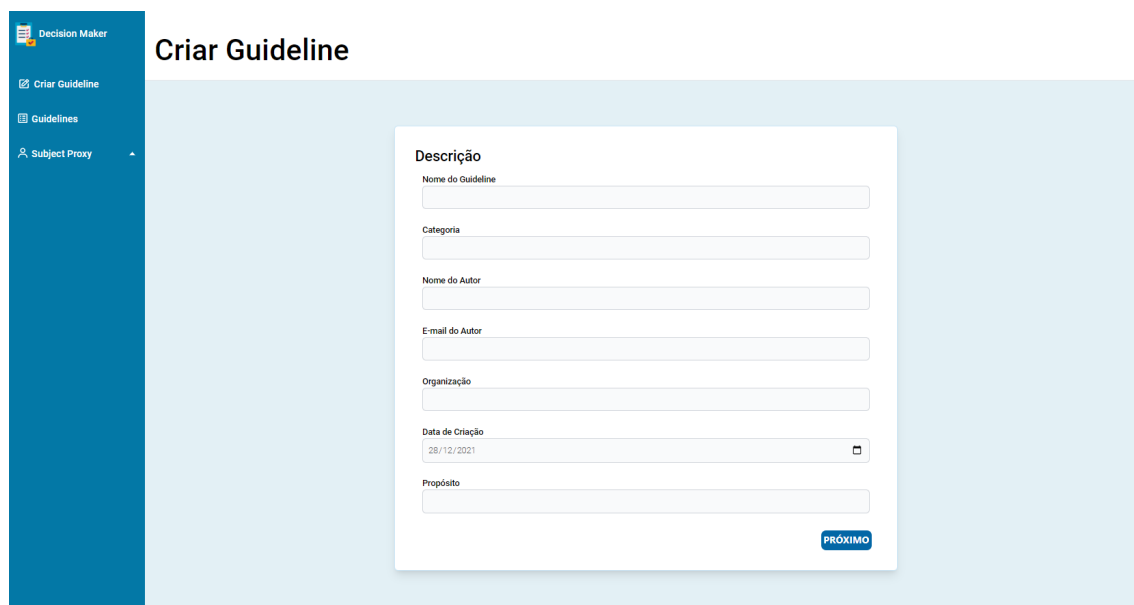 Decision Maker
Criar Guideline
Guidelines
Subject Proxy
Criar Guideline
Descrição
Nome do Guideline
Categoria
Nome do Autor
E-mail do Autor
Organização
Data de Criação
28/12/2021
Propósito
PRÓXIMO